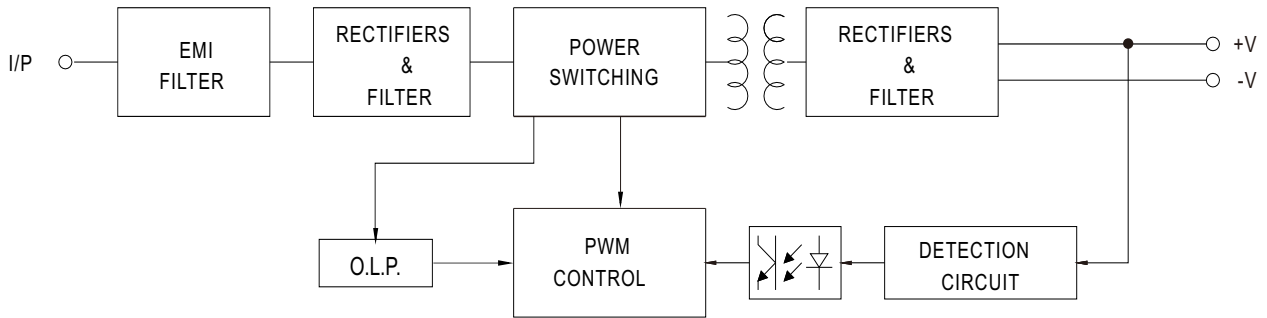 I/P
EMI
FILTER
RECTIFIERS
&
FILTER
POWER
SWITCHING
RECTIFIERS
&
FILTER
+V
-V
O.L.P.
PWM
CONTROL
DETECTION
CIRCUIT